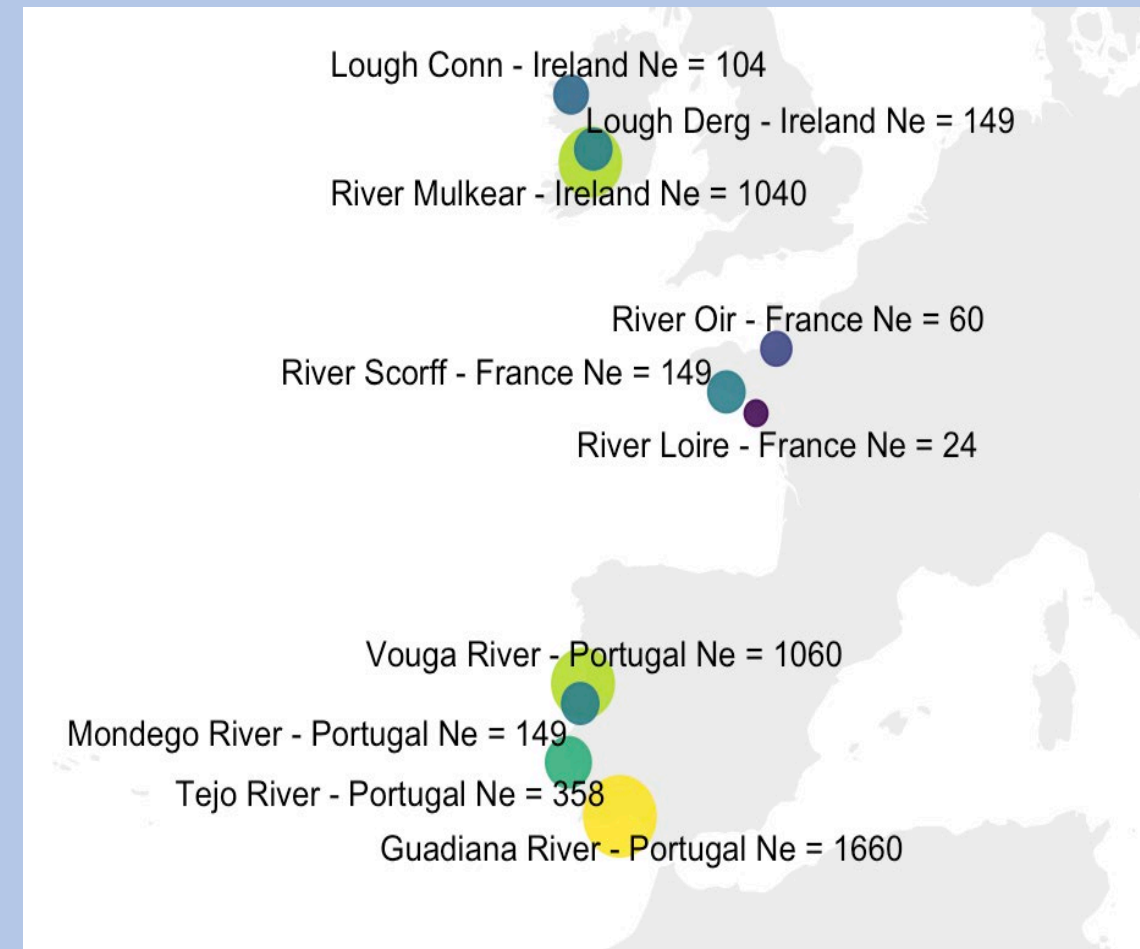 Lough Conn - Ireland Ne = 104
Lough Derg - Ireland Ne = 149
River Mulkear - Ireland Ne = 1040
River Oir - France Ne = 60
River Scorff - France Ne = 149
River Loire - France Ne = 24
Vouga River - Portugal Ne = 1060
Mondego River - Portugal Ne = 149
Tejo River - Portugal Ne = 358
Guadiana River - Portugal Ne = 1660